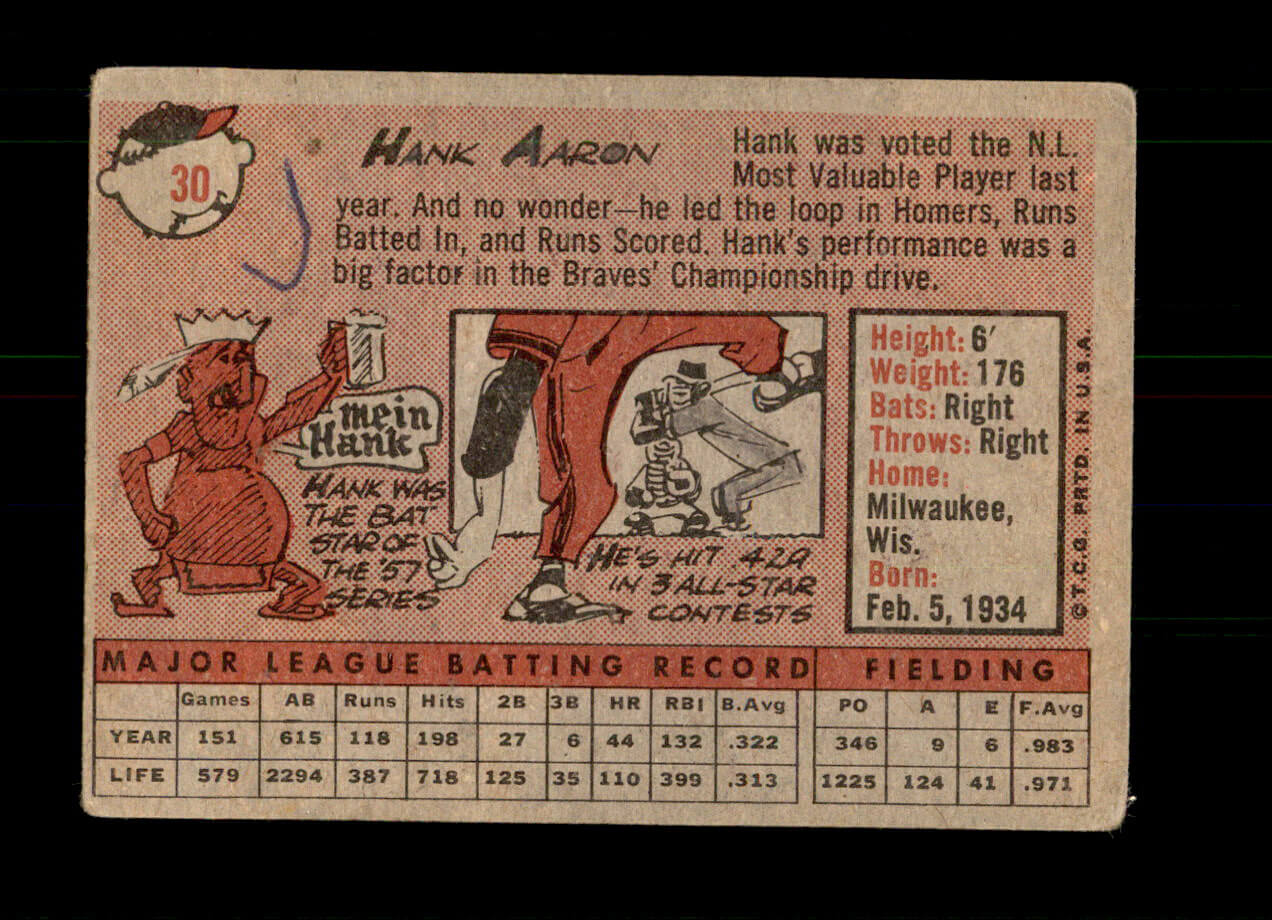 30
HANK AARON
Hank was voted the N.L.
Most Valuable Player last
year. And no wonder—he led the loop in Homers, Runs
Batted In, and Runs Scored. Hank's performance was a
big factor in the Braves' Championship drive.
mein
Hank
HANK WAS
THE BAT
STAR OF
THE '57
SERIES
HE'S HIT .429
IN 3 ALL-STAR
CONTESTS
Height: 6'
Weight: 176
Bats: Right
Throws: Right
Home:
Milwaukee,
Wis.
Born:
Feb. 5, 1934
© T.C.G. PRTD. IN U.S.A.
MAJOR LEAGUE BATTING RECORD FIELDING
Games AB Runs Hits 2B 3B HR RBI B.Avg PO A E F.Avg
YEAR 151 615 118 198 27 6 44 132 .322 346 9 6 .983
LIFE 579 2294 387 718 125 35 110 399 .313 1225 124 41 .971